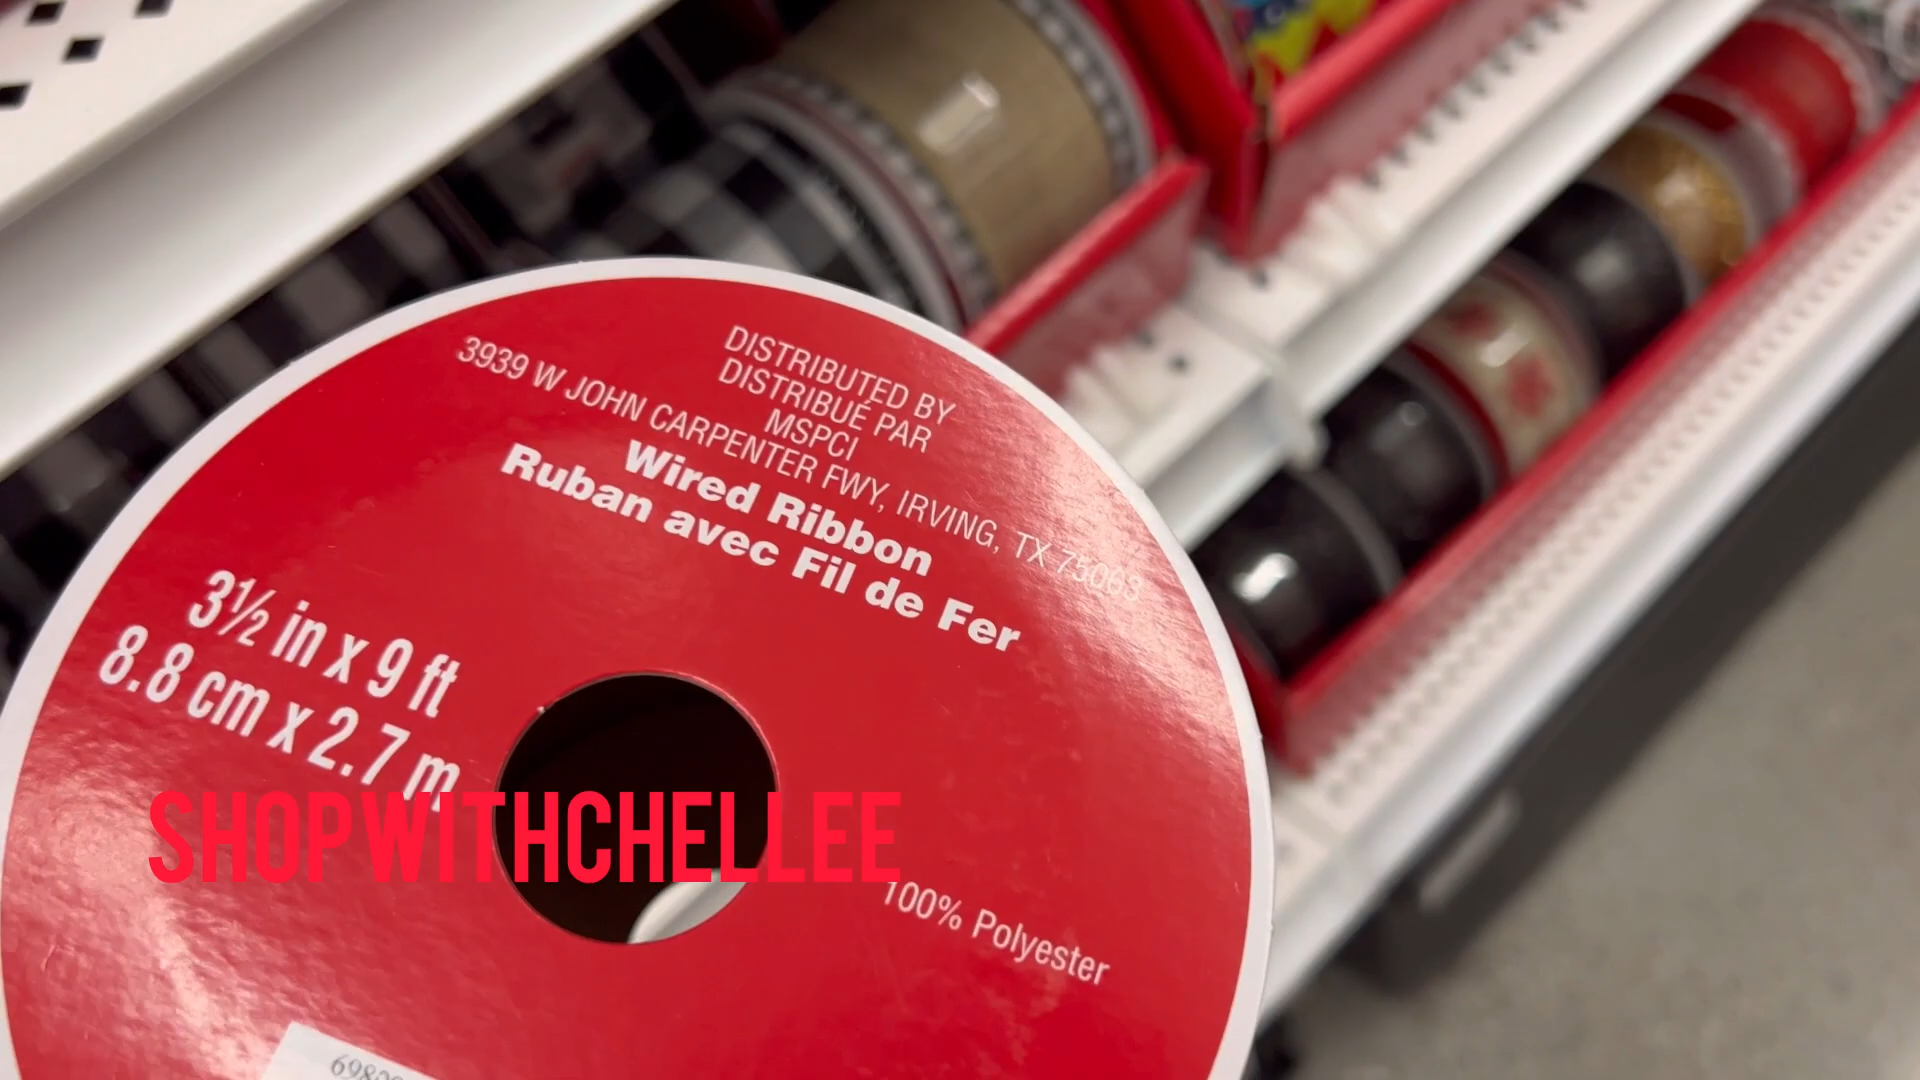 DISTRIBUTED BY
DISTRIBUÉ PAR
MSPCI
3939 W JOHN CARPENTER FWY, IRVING, TX 75063
Wired Ribbon
Ruban avec Fil de Fer
3½ in x 9 ft
8.8 cm x 2.7 m
SHOPWITHCHELLEE
100% Polyester